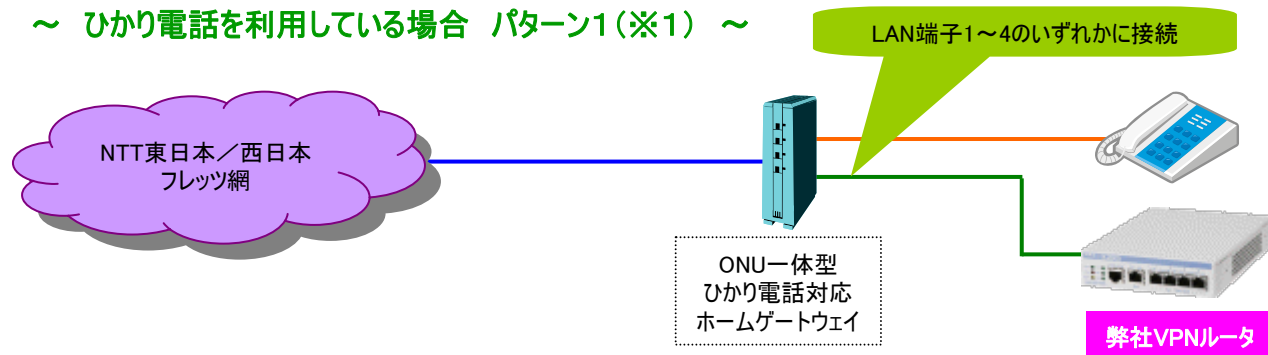 ～ ひかり電話を利用している場合 パターン1(※1) ～
LAN端子1～4のいずれかに接続
NTT東日本／西日本
フレッツ網
ONU一体型
ひかり電話対応
ホームゲートウェイ
弊社VPNルータ